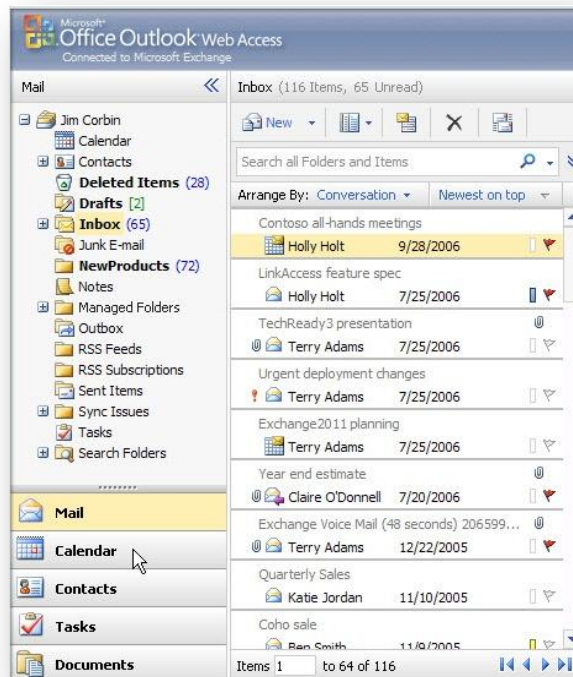 Microsoft®
Office Outlook® Web Access
Connected to Microsoft Exchange
Mail
Jim Corbin
Calendar
Contacts
Deleted Items (28)
Drafts [2]
Inbox (65)
Junk E-mail
NewProducts (72)
Notes
Managed Folders
Outbox
RSS Feeds
RSS Subscriptions
Sent Items
Sync Issues
Tasks
Search Folders
Mail
Calendar
Contacts
Tasks
Documents
Inbox (116 Items, 65 Unread)
New
Search all Folders and Items
Arrange By: Conversation Newest on top
Contoso all-hands meetings
Holly Holt 9/28/2006
LinkAccess feature spec
Holly Holt 7/25/2006
TechReady3 presentation
Terry Adams 7/25/2006
Urgent deployment changes
Terry Adams 7/25/2006
Exchange2011 planning
Terry Adams 7/25/2006
Year end estimate
Claire O'Donnell 7/20/2006
Exchange Voice Mail (48 seconds) 206599...
Terry Adams 12/22/2005
Quarterly Sales
Katie Jordan 11/10/2005
Coho sale
Ben Smith 11/9/2005
Items 1 to 64 of 116